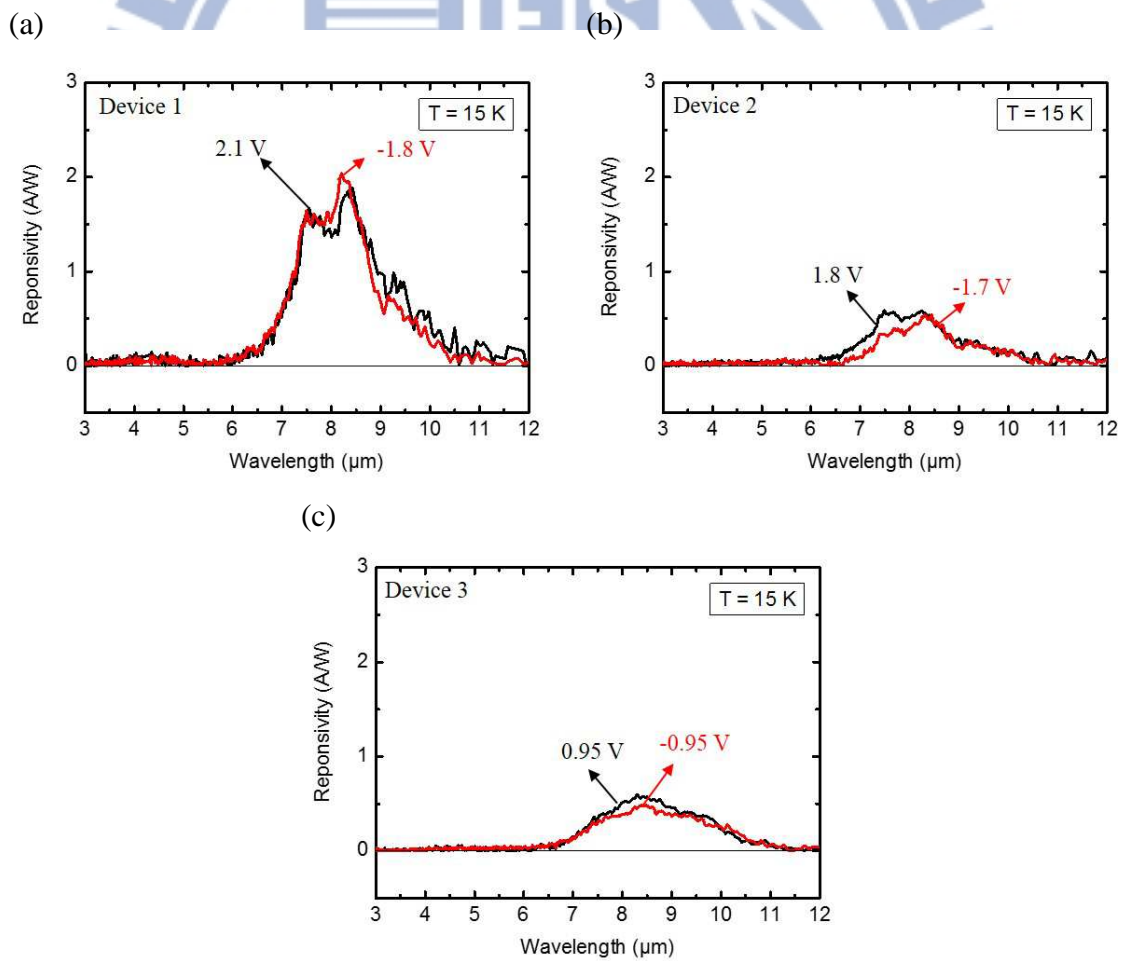 (a)
(b)
Device 1
T = 15 K
2.1 V
-1.8 V
3
2
1
0
Reponsivity (A/W)
3 4 5 6 7 8 9 10 11 12
Wavelength (µm)
Device 2
T = 15 K
1.8 V
-1.7 V
3
2
1
0
Reponsivity (A/W)
3 4 5 6 7 8 9 10 11 12
Wavelength (µm)
(c)
Device 3
T = 15 K
0.95 V
-0.95 V
3
2
1
0
Reponsivity (A/W)
3 4 5 6 7 8 9 10 11 12
Wavelength (µm)